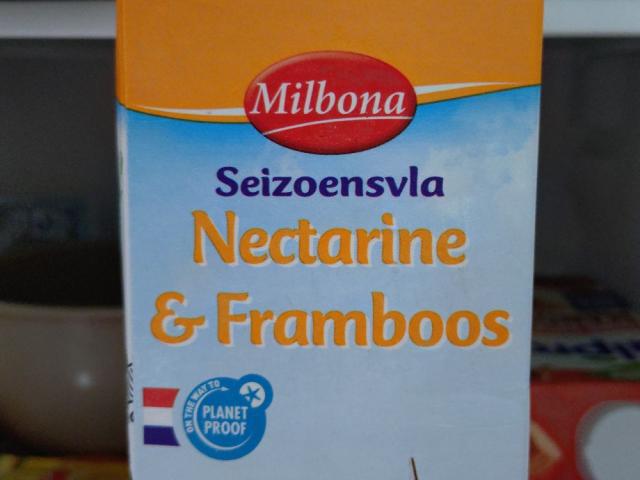 Milbona
Seizoensvla
Nectarine
& Framboos
ON THE WAY TO
PLANET
PROOF